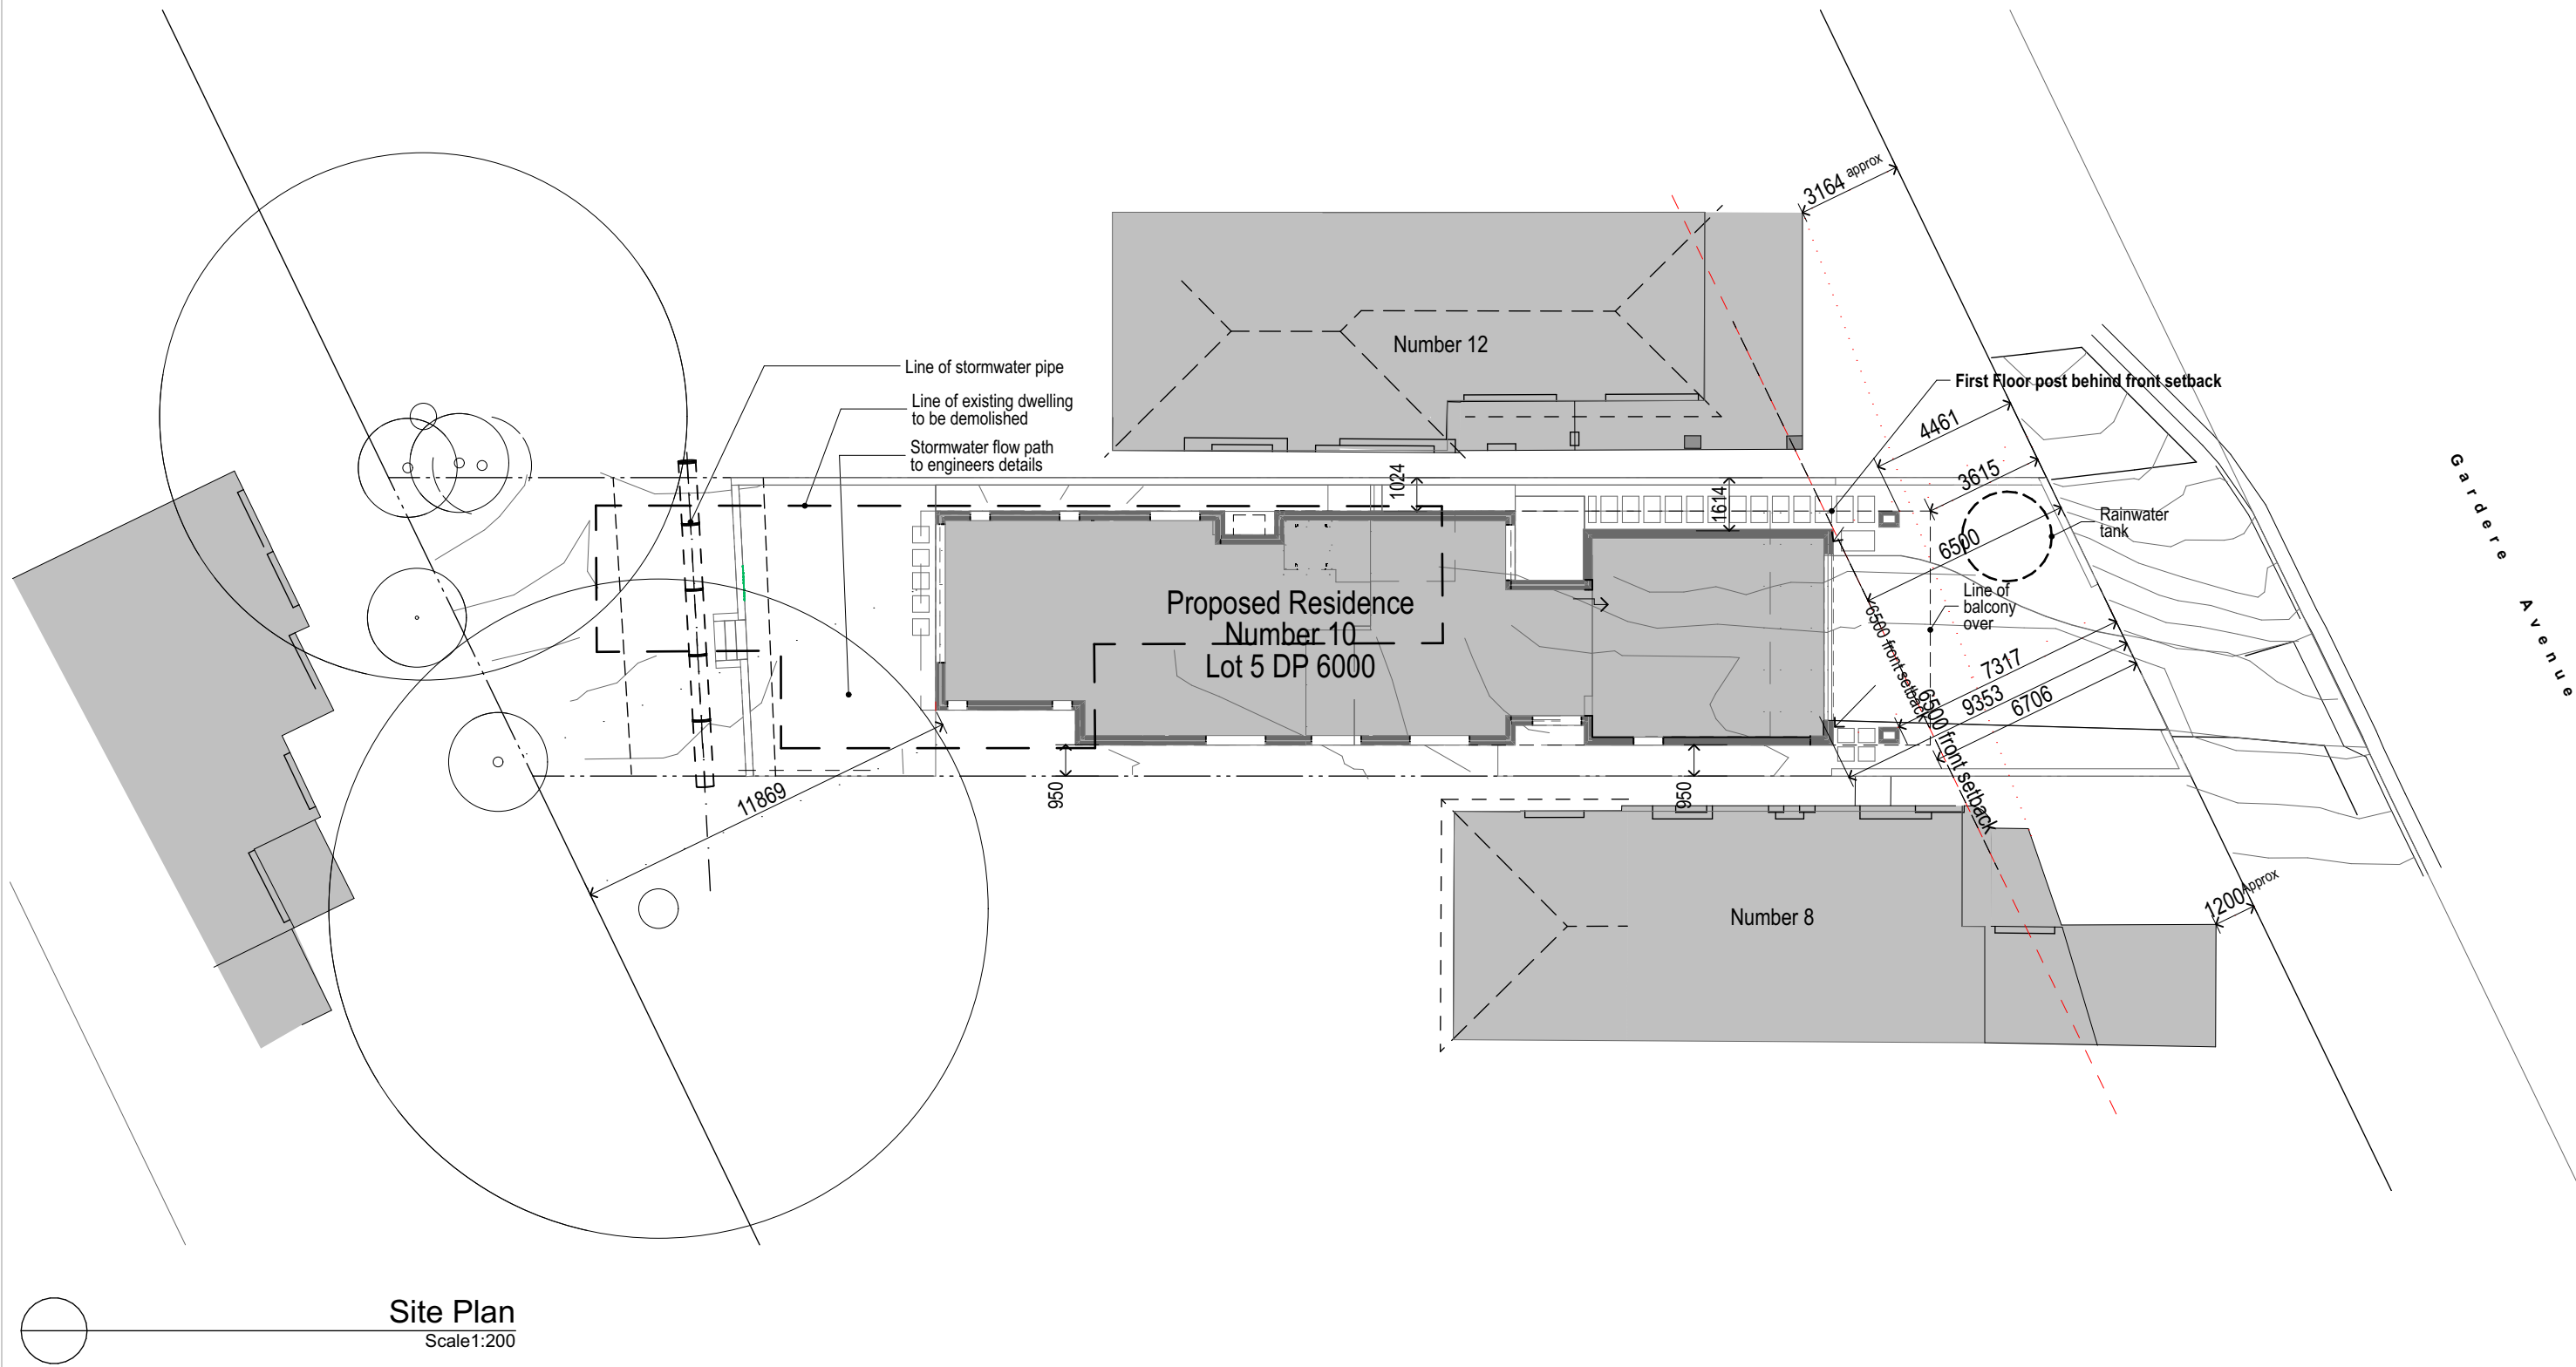 3164 approx
Number 12
Line of stormwater pipe
Line of existing dwelling
to be demolished
Stormwater flow path
to engineers details
First Floor post behind front setback
4461
3615
1024
1614
6500
Rainwater
tank
Line of
balcony
over
Gardere Avenue
Proposed Residence
Number 10
Lot 5 DP 6000
6500 front setback
6500 front setback
7317
9353
6706
11869
950
950
Number 8
1200 Approx
Site Plan
Scale1:200